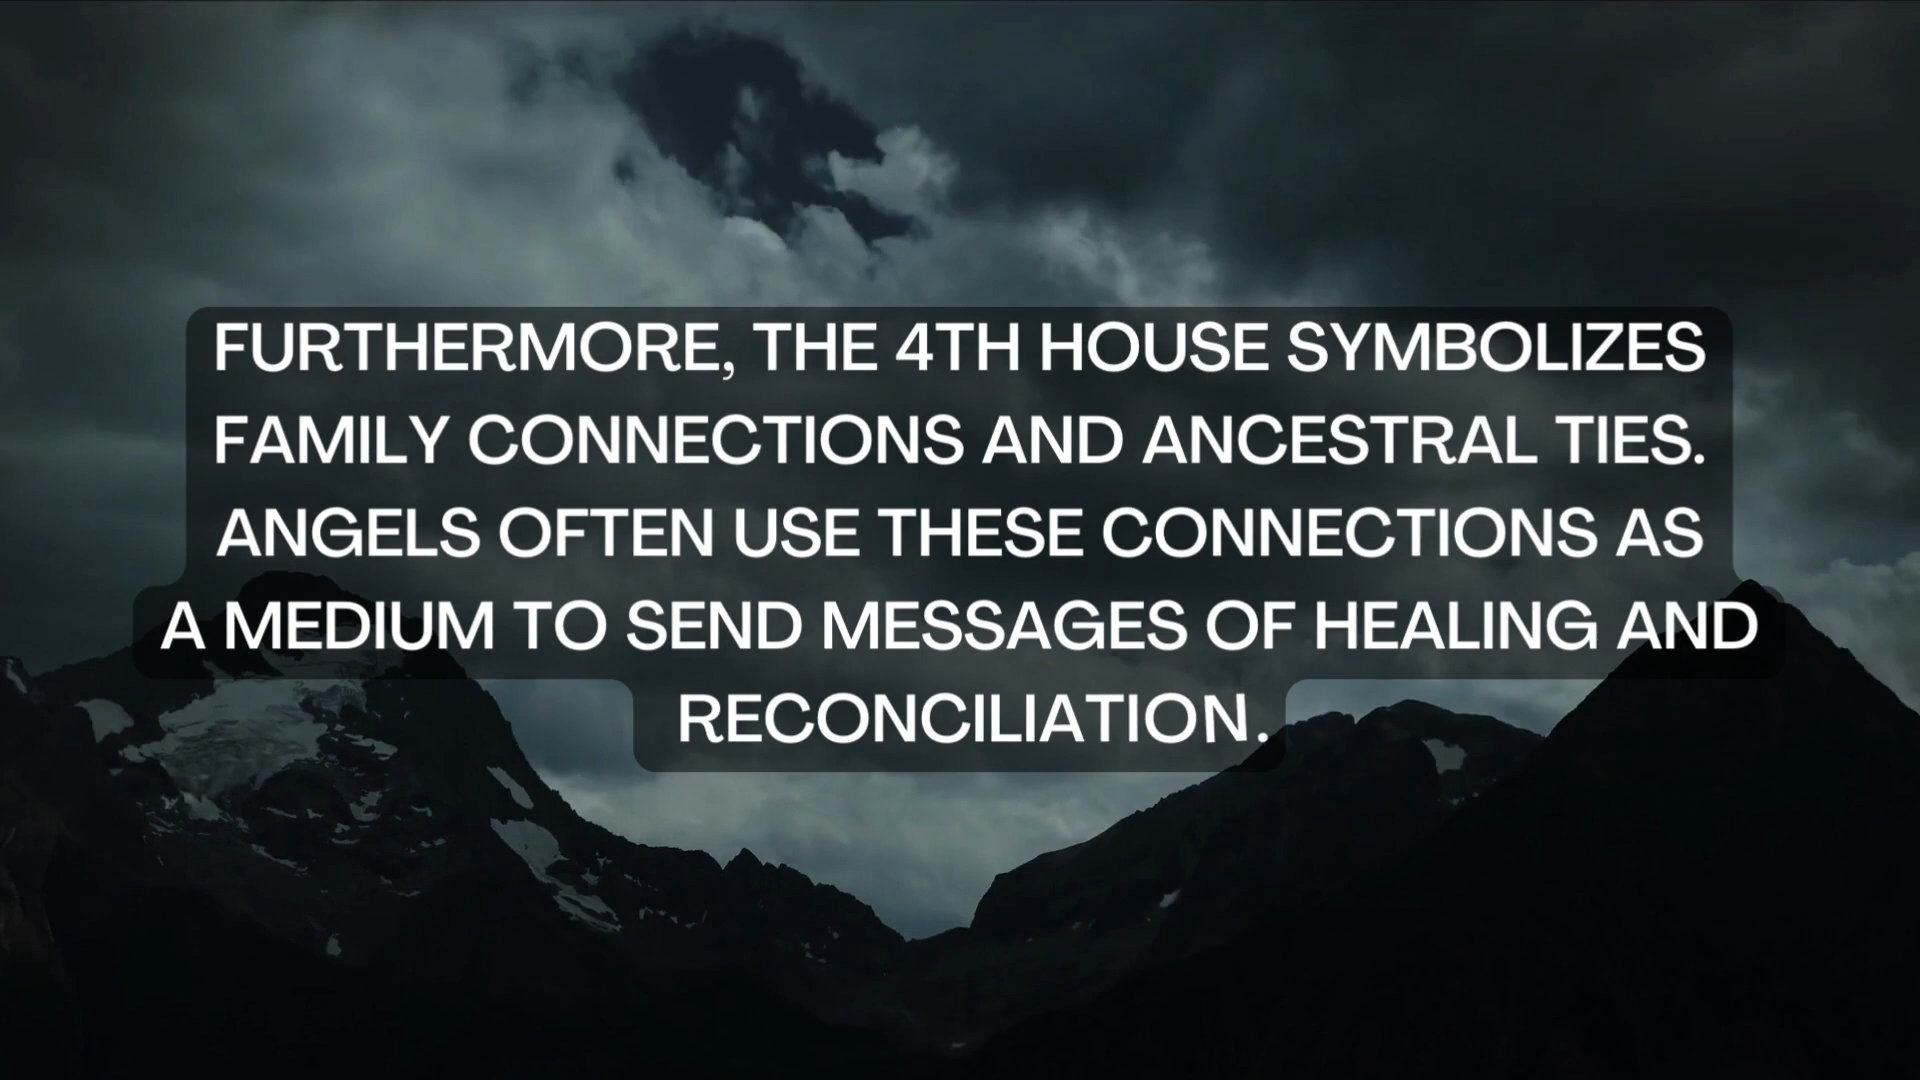 FURTHERMORE, THE 4TH HOUSE SYMBOLIZES
FAMILY CONNECTIONS AND ANCESTRAL TIES.
ANGELS OFTEN USE THESE CONNECTIONS AS
A MEDIUM TO SEND MESSAGES OF HEALING AND
RECONCILIATION.